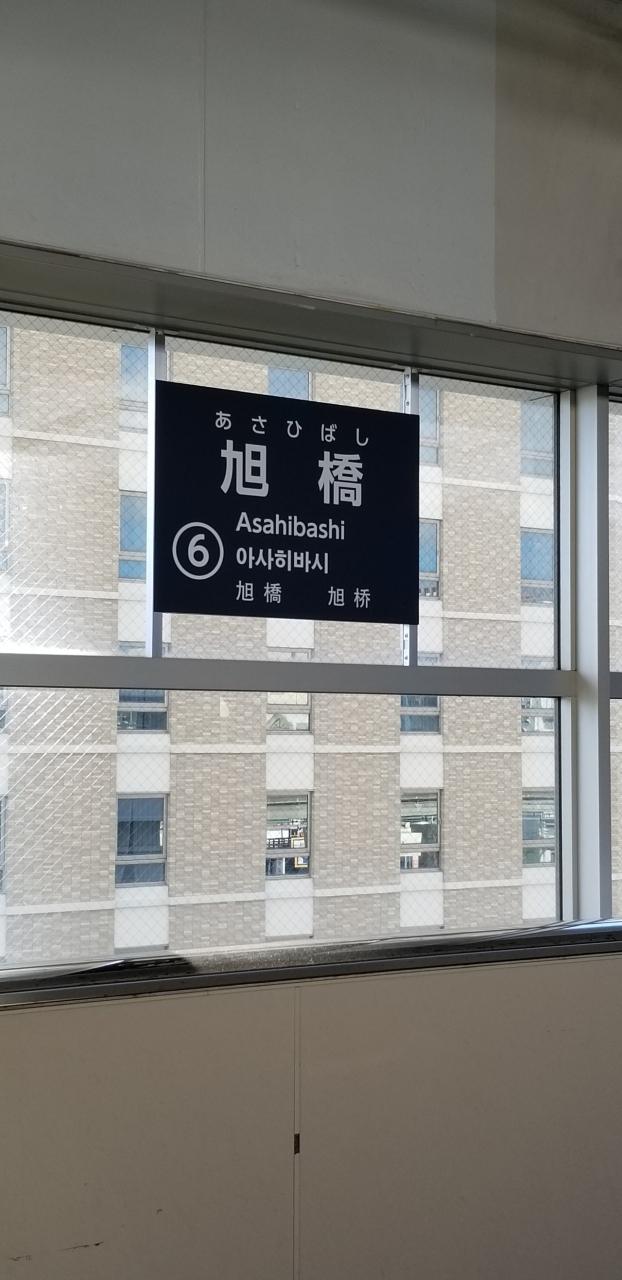 あさひばし
旭橋
Asahibashi
⑥
아사히바시
旭橋 旭桥